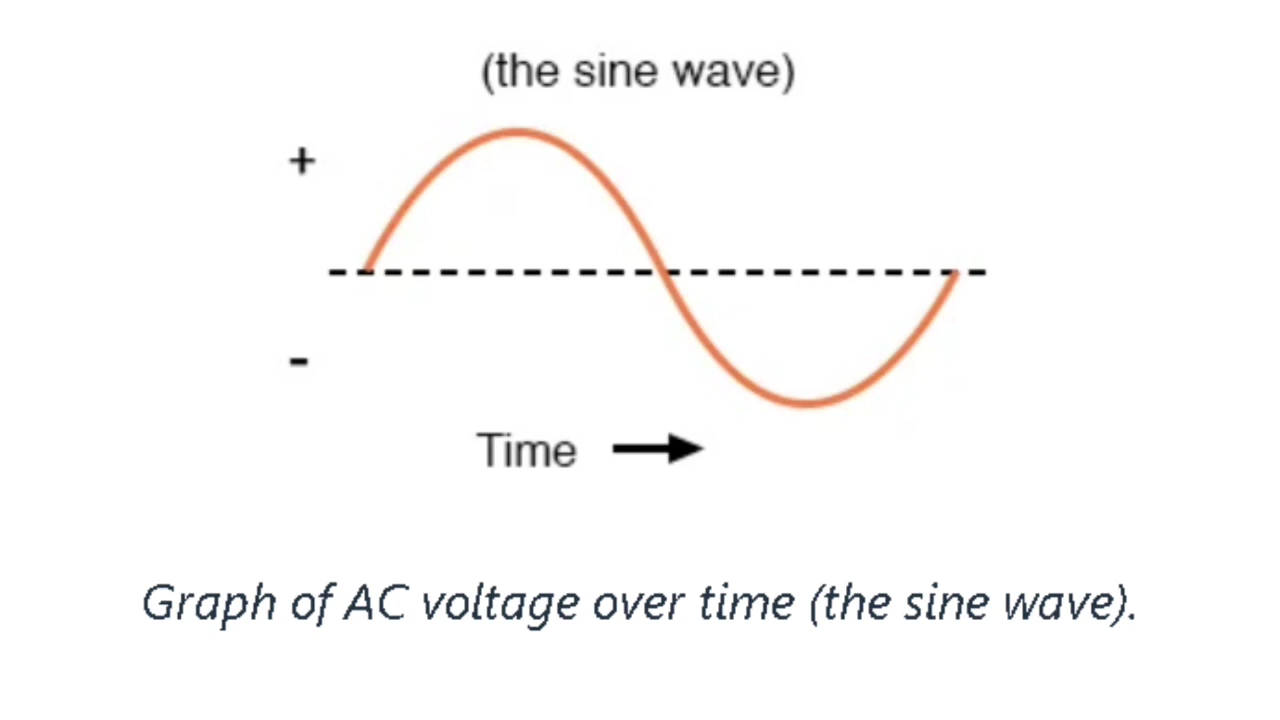 (the sine wave)
+
-
Time
Graph of AC voltage over time (the sine wave).